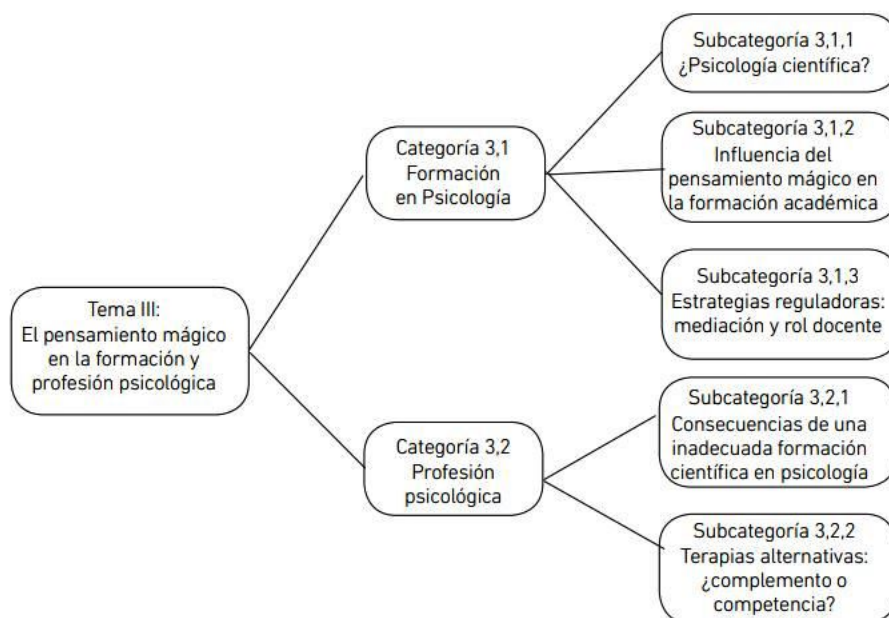 Subcategoría 3,1,1
¿Psicología científica?
Categoría 3,1
Formación
en Psicología
Subcategoría 3,1,2
Influencia del
pensamiento mágico en
la formación académica
Subcategoría 3,1,3
Estrategias reguladoras:
mediación y rol docente
Tema III:
El pensamiento mágico
en la formación y
profesión psicológica
Categoría 3,2
Profesión
psicológica
Subcategoría 3,2,1
Consecuencias de una
inadecuada formación
científica en psicología
Subcategoría 3,2,2
Terapias alternativas:
¿complemento o
competencia?